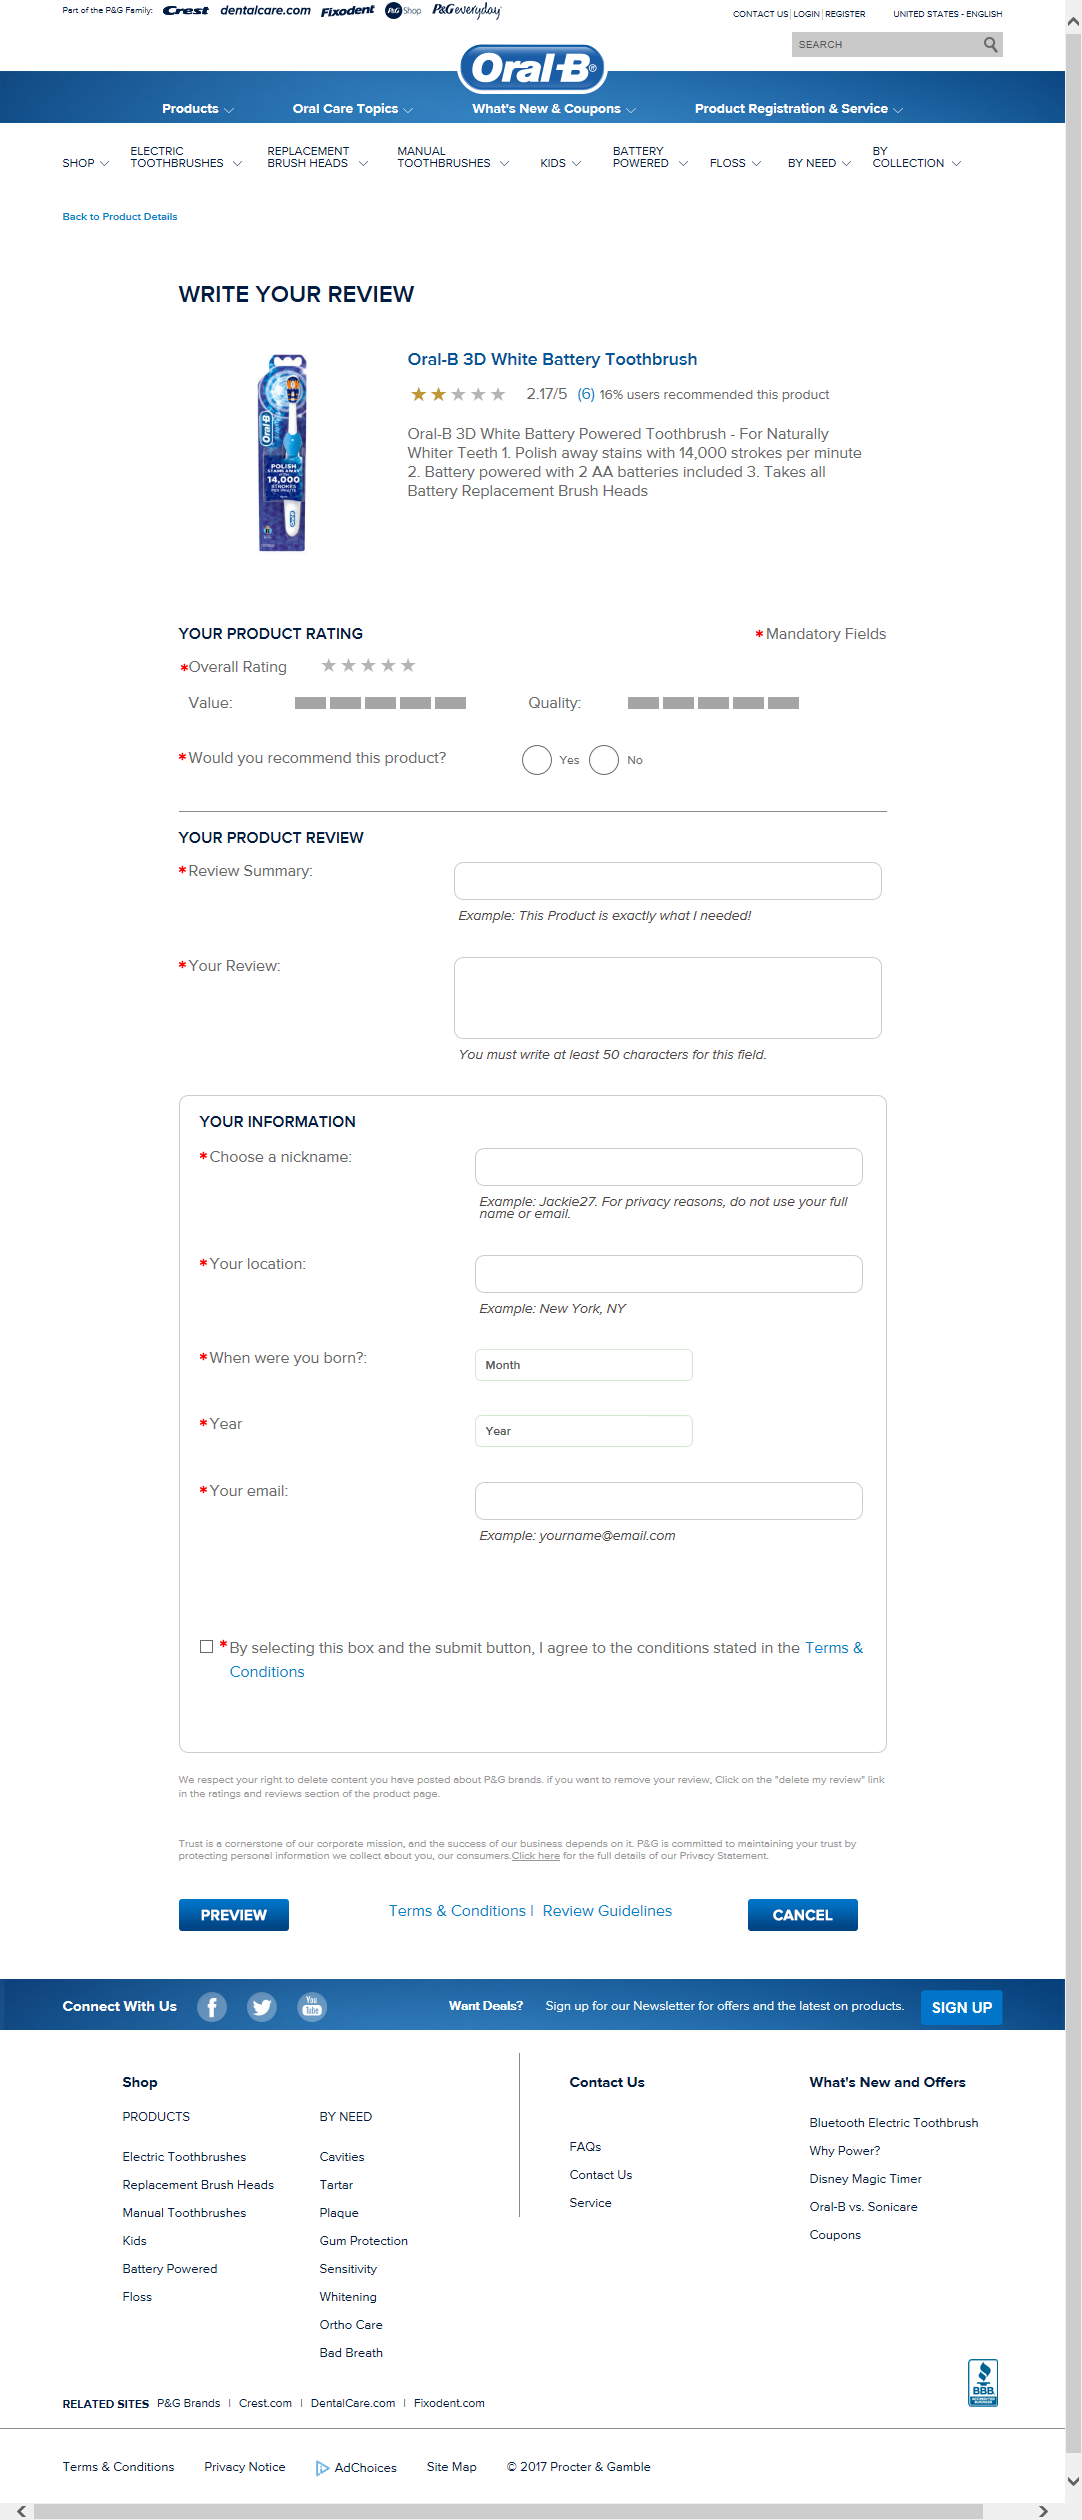 Part of the P&G Family: Crest dentalcare.com Fixodent P&G Shop P&G everyday
CONTACT US | LOGIN | REGISTER UNITED STATES - ENGLISH
SEARCH
Oral-B®
Products Oral Care Topics What's New & Coupons Product Registration & Service
SHOP ELECTRIC TOOTHBRUSHES REPLACEMENT BRUSH HEADS MANUAL TOOTHBRUSHES KIDS BATTERY POWERED FLOSS BY NEED BY COLLECTION
Back to Product Details
WRITE YOUR REVIEW
Oral-B
POLISH
STAINS AWAY
WITH
14,000
STROKES
PER MINUTE
Oral-B
Oral-B 3D White Battery Toothbrush
2.17/5 (6) 16% users recommended this product
Oral-B 3D White Battery Powered Toothbrush - For Naturally
Whiter Teeth 1. Polish away stains with 14,000 strokes per minute
2. Battery powered with 2 AA batteries included 3. Takes all
Battery Replacement Brush Heads
YOUR PRODUCT RATING *Mandatory Fields
*Overall Rating
Value: Quality:
*Would you recommend this product? Yes No
YOUR PRODUCT REVIEW
*Review Summary:
Example: This Product is exactly what I needed!
*Your Review:
You must write at least 50 characters for this field.
YOUR INFORMATION
*Choose a nickname:
Example: Jackie27. For privacy reasons, do not use your full
name or email.
*Your location:
Example: New York, NY
*When were you born?: Month
*Year Year
*Your email:
Example: yourname@email.com
*By selecting this box and the submit button, I agree to the conditions stated in the Terms &
Conditions
We respect your right to delete content you have posted about P&G brands. if you want to remove your review, Click on the "delete my review" link
in the ratings and reviews section of the product page.
Trust is a cornerstone of our corporate mission, and the success of our business depends on it. P&G is committed to maintaining your trust by
protecting personal information we collect about you, our consumers.Click here for the full details of our Privacy Statement.
PREVIEW Terms & Conditions | Review Guidelines CANCEL
Connect With Us You Tube Want Deals? Sign up for our Newsletter for offers and the latest on products. SIGN UP
Shop Contact Us What's New and Offers
PRODUCTS BY NEED
Electric Toothbrushes
Replacement Brush Heads
Manual Toothbrushes
Kids
Battery Powered
Floss
Cavities
Tartar
Plaque
Gum Protection
Sensitivity
Whitening
Ortho Care
Bad Breath
FAQs
Contact Us
Service
Bluetooth Electric Toothbrush
Why Power?
Disney Magic Timer
Oral-B vs. Sonicare
Coupons
BBB
ACCREDITED
BUSINESS
RELATED SITES P&G Brands | Crest.com | DentalCare.com | Fixodent.com
Terms & Conditions Privacy Notice AdChoices Site Map © 2017 Procter & Gamble